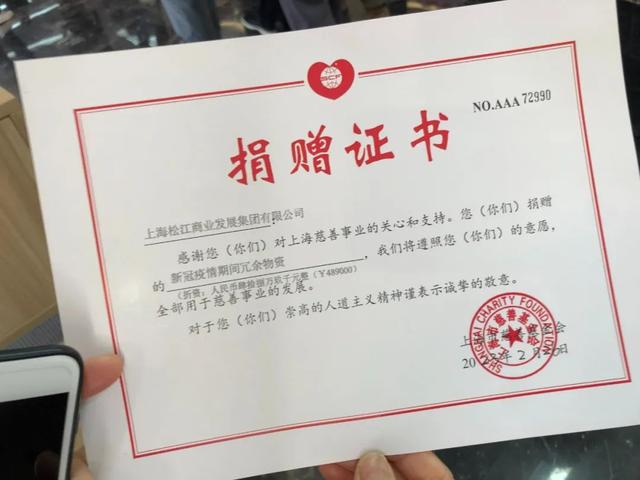 NO.AAA 72990
捐赠证书
上海松江商业发展集团有限公司
感谢您（你们）对上海慈善事业的关心和支持。您（你们）捐赠
的 新冠疫情期间冗余物资 ，我们将遵照您（你们）的意愿，
（折资：人民币肆拾捌万玖千元整（￥489000）
全部用于慈善事业的发展。
对于您（你们）崇高的人道主义精神谨表示诚挚的敬意。
SHANGHAI CHARITY FOUNDATION